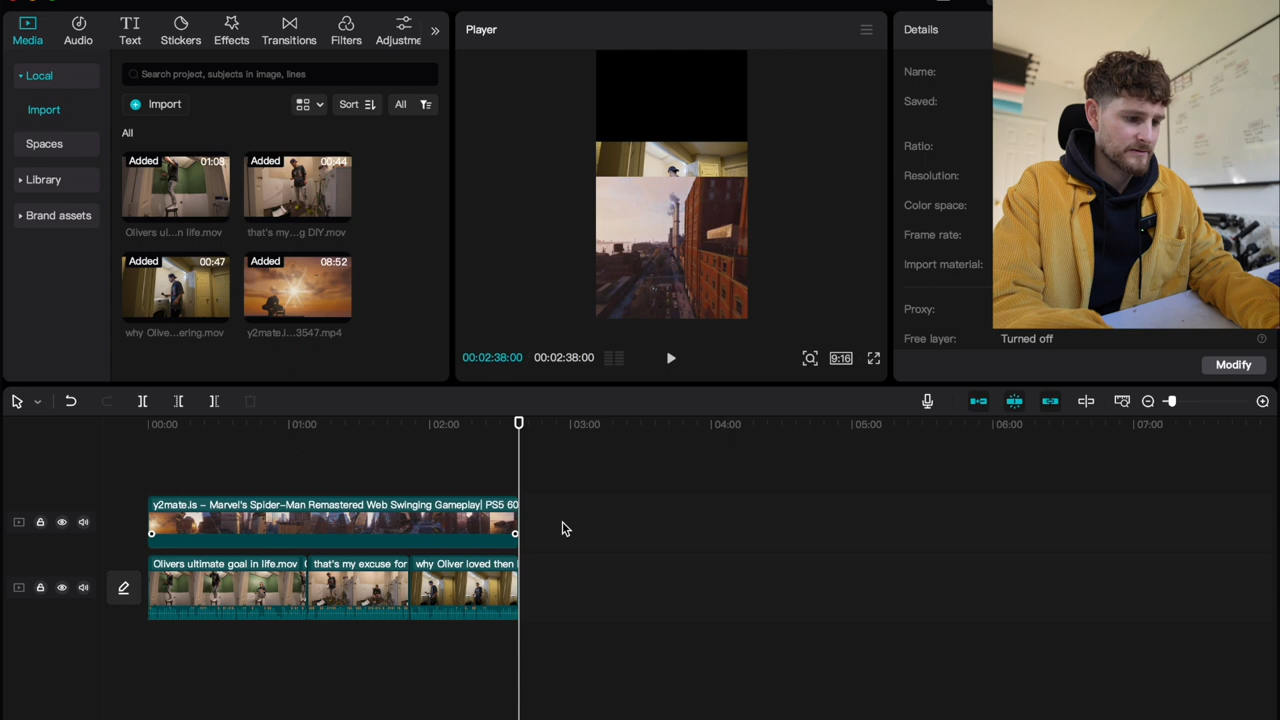 Media
Audio
Text
Stickers
Effects
Transitions
Filters
Adjustme
Local
Import
Spaces
Library
Brand assets
Search project, subjects in image, lines
Import
Sort
All
All
Added
01:08
Olivers ul...n life.mov
Added
00:44
that's my...g DIY.mov
Added
00:47
why Olive...ering.mov
Added
08:52
y2mate.i...3547.mp4
Player
00:02:38:00 00:02:38:00
9:16
Details
Name:
Saved:
Ratio:
Resolution:
Color space:
Frame rate:
Import material:
Proxy:
Free layer: Turned off
Modify
00:00
01:00
02:00
03:00
04:00
05:00
06:00
07:00
y2mate.is – Marvel's Spider-Man Remastered Web Swinging Gameplay| PS5 60
Olivers ultimate goal in life.mov
that's my excuse for
why Oliver loved then